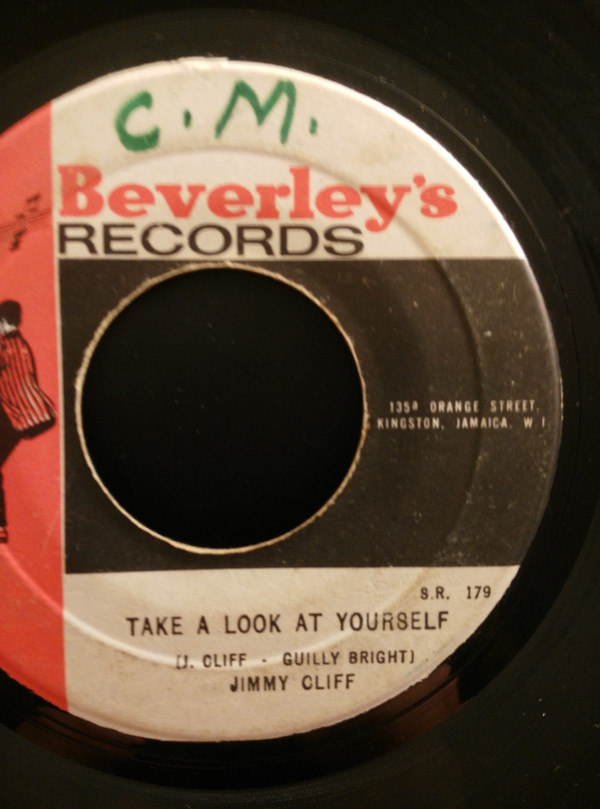 C. M.
Beverley's
RECORDS
135ª ORANGE STREET,
KINGSTON, JAMAICA, W.I.
S.R. 179
TAKE A LOOK AT YOURSELF
(J. CLIFF - GUILLY BRIGHT)
JIMMY CLIFF